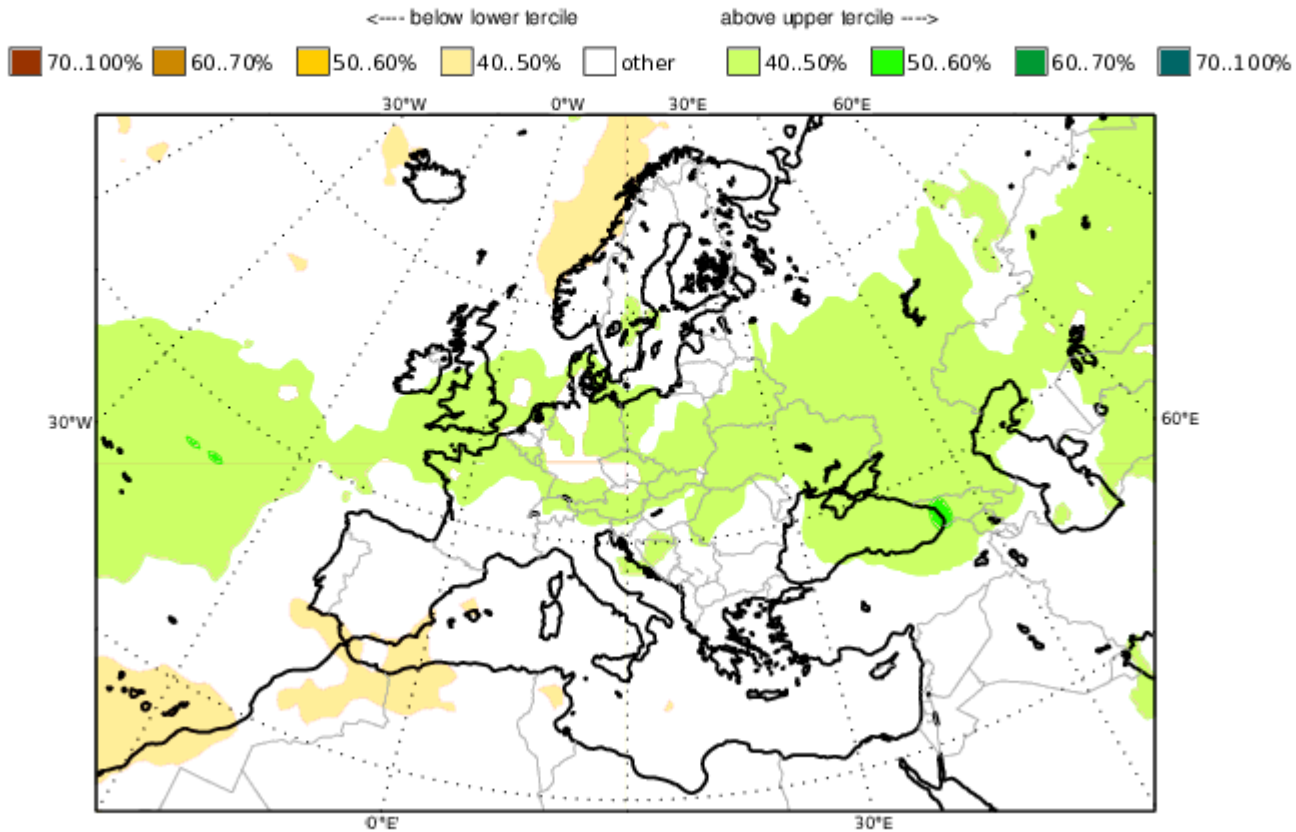 <---- below lower tercile above upper tercile ---->
70..100% 60..70% 50..60% 40..50% other 40..50% 50..60% 60..70% 70..100%
30°W 0°W 30°E 60°E
30°W 60°E
0°E' 30°E